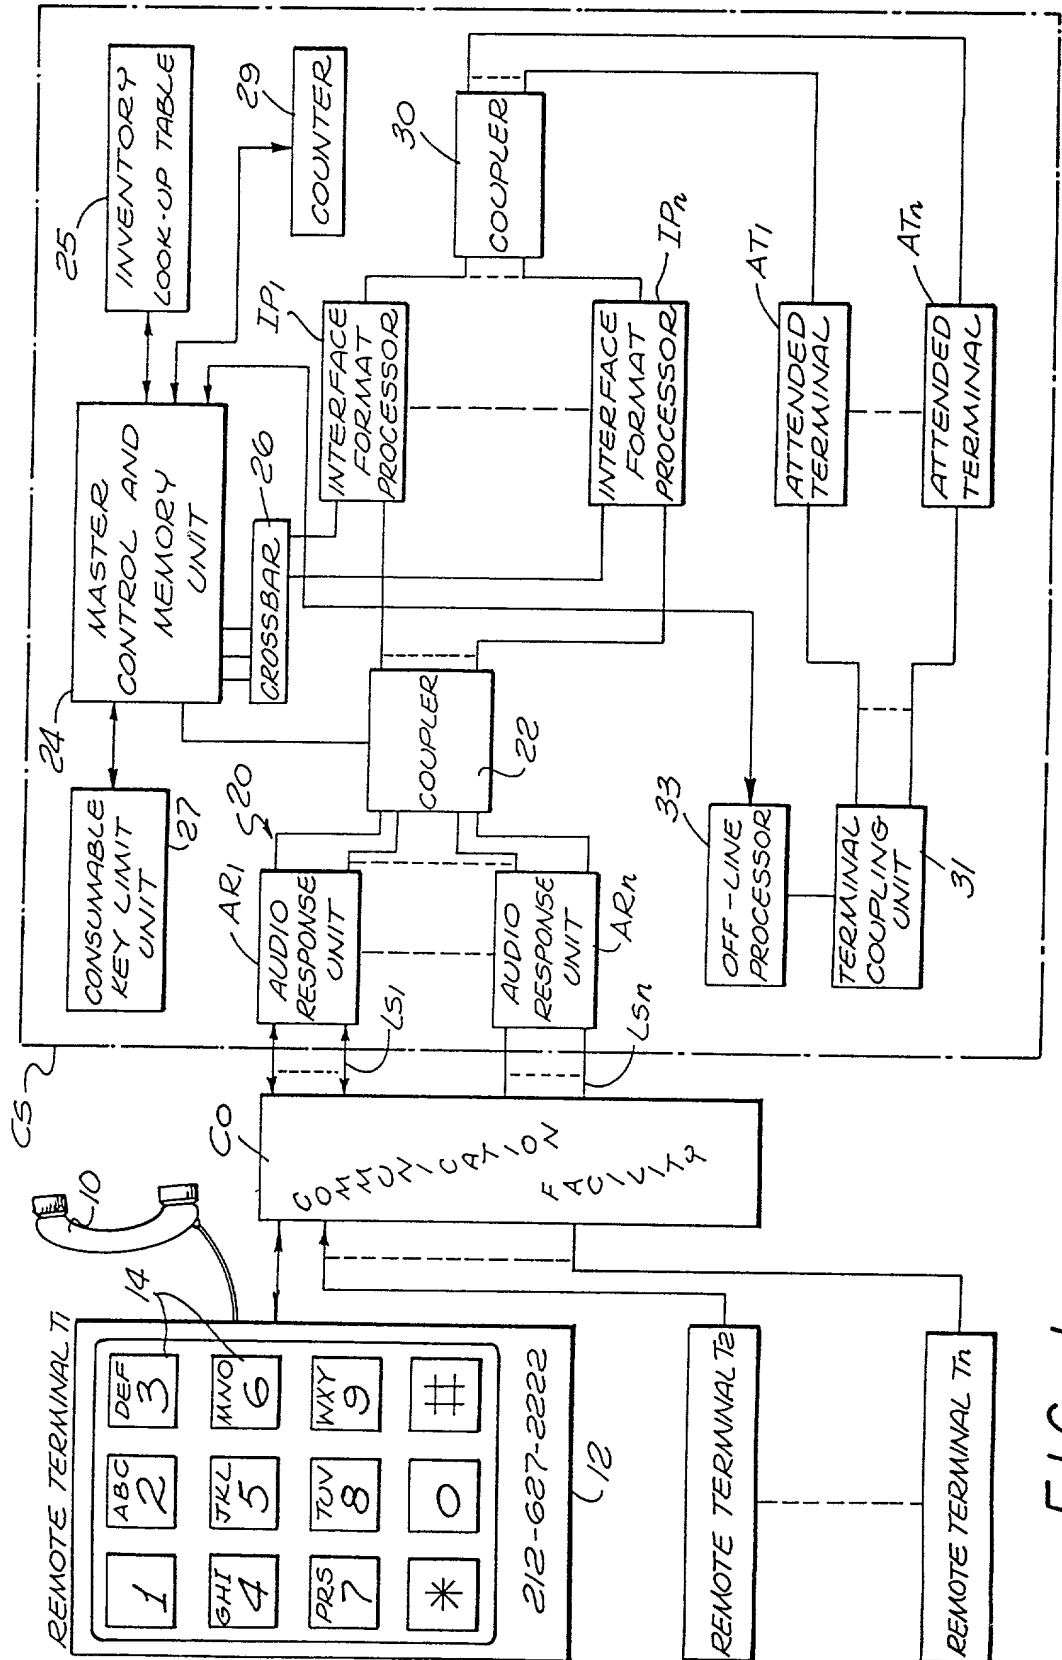 REMOTE TERMINAL T1
1
ABC
2
DEF
3
14
GHI
4
JKL
5
MNO
6
PRS
7
TUV
8
WXY
9
*
0
#
212-627-2222
12
10
REMOTE TERMINAL T2
REMOTE TERMINAL Tn
CO
COMMUNICATION
FACILITY
CS
LS1
LSn
AR1
AUDIO
RESPONSE
UNIT
AUDIO
RESPONSE
UNIT
ARn
20
COUPLER
22
CONSUMABLE
KEY LIMIT
UNIT
27
24
MASTER
CONTROL AND
MEMORY
UNIT
CROSSBAR
26
25
INVENTORY
LOOK-UP TABLE
29
COUNTER
IP1
INTERFACE
FORMAT
PROCESSOR
INTERFACE
FORMAT
PROCESSOR
IPn
30
COUPLER
33
OFF-LINE
PROCESSOR
TERMINAL
COUPLING
UNIT
31
AT1
ATTENDED
TERMINAL
ATn
ATTENDED
TERMINAL